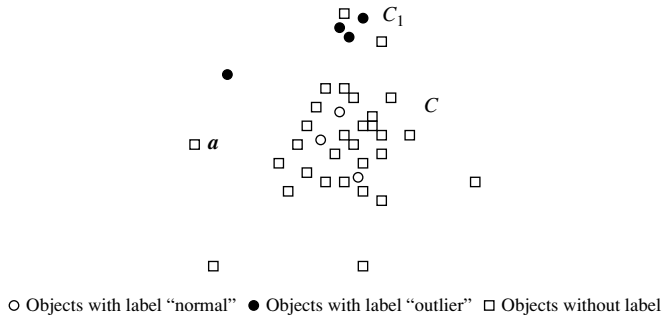 C₁
C
a
Objects with label “normal” Objects with label “outlier” Objects without label